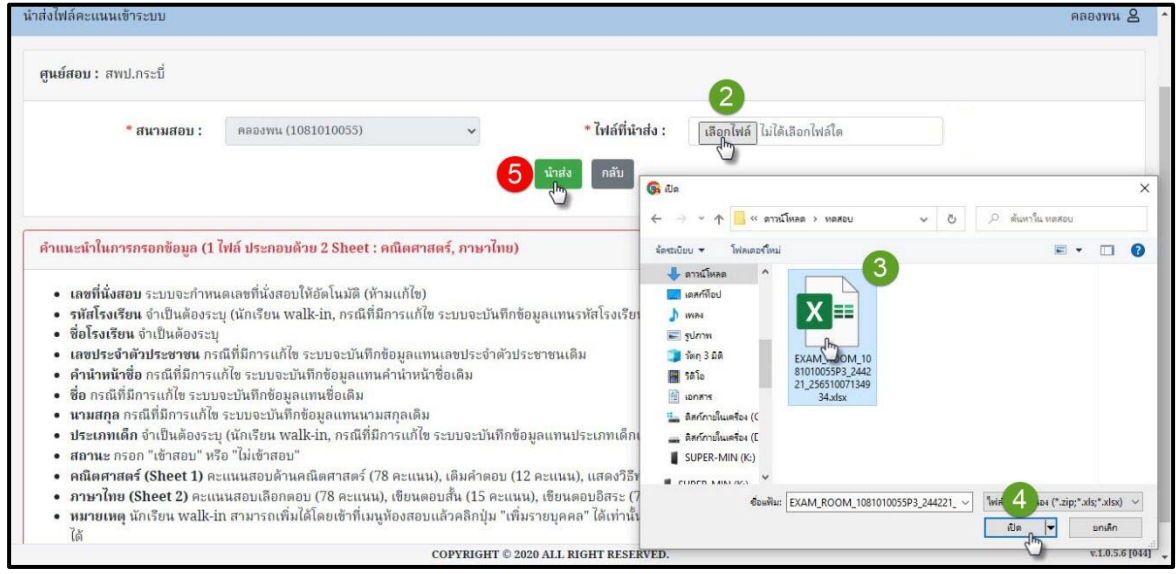 นำส่งไฟล์คะแนนเข้าระบบ
คลองพน
ศูนย์สอบ : สพป.กระบี่
2
* สนามสอบ : คลองพน (1081010055)
* ไฟล์ที่นำส่ง : เลือกไฟล์ ไม่ได้เลือกไฟล์ใด
5 นำส่ง กลับ
คำแนะนำในการกรอกข้อมูล (1 ไฟล์ ประกอบด้วย 2 Sheet : คณิตศาสตร์, ภาษาไทย)
เลขที่นั่งสอบ ระบบจะกำหนดเลขที่นั่งสอบให้อัตโนมัติ (ห้ามแก้ไข)
รหัสโรงเรียน จำเป็นต้องระบุ (นักเรียน walk-in, กรณีที่มีการแก้ไข ระบบจะบันทึกข้อมูลแทนรหัสโรงเรีย
ชื่อโรงเรียน จำเป็นต้องระบุ
เลขประจำตัวประชาชน กรณีที่มีการแก้ไข ระบบจะบันทึกข้อมูลแทนเลขประจำตัวประชาชนเดิม
คำนำหน้าชื่อ กรณีที่มีการแก้ไข ระบบจะบันทึกข้อมูลแทนคำนำหน้าชื่อเดิม
ชื่อ กรณีที่มีการแก้ไข ระบบจะบันทึกข้อมูลแทนชื่อเดิม
นามสกุล กรณีที่มีการแก้ไข ระบบจะบันทึกข้อมูลแทนนามสกุลเดิม
ประเภทเด็ก จำเป็นต้องระบุ (นักเรียน walk-in, กรณีที่มีการแก้ไข ระบบจะบันทึกข้อมูลแทนประเภทเด็ก
สถานะ กรอก "เข้าสอบ" หรือ "ไม่เข้าสอบ"
คณิตศาสตร์ (Sheet 1) คะแนนสอบด้านคณิตศาสตร์ (78 คะแนน), เติมคำตอบ (12 คะแนน), แสดงวิธี
ภาษาไทย (Sheet 2) คะแนนสอบเลือกตอบ (78 คะแนน), เขียนตอบสั้น (15 คะแนน), เขียนตอบอิสระ (7
หมายเหตุ นักเรียน walk-in สามารถเพิ่มได้โดยเข้าที่เมนูห้องสอบแล้วคลิกปุ่ม "เพิ่มรายบุคคล" ได้เท่านั้น
ได้
เปิด
ดาวน์โหลด › ทดสอบ
ค้นหาใน ทดสอบ
จัดระเบียบ โฟลเดอร์ใหม่
ดาวน์โหลด
เดสก์ท็อป
เพลง
รูปภาพ
วัตถุ 3 มิติ
วิดีโอ
เอกสาร
ดิสก์ภายในเครื่อง (C
ดิสก์ภายในเครื่อง (D
SUPER-MIN (K:)
SUPER-MIN (K:)
3
X
EXAM_ROOM_10
81010055P3_2442
21_256510071349
34.xlsx
ชื่อแฟ้ม: EXAM_ROOM_1081010055P3_244221_
(*.zip;*.xls;*.xlsx)
4
เปิด ยกเลิก
COPYRIGHT © 2020 ALL RIGHT RESERVED.
v.1.0.5.6 [044]